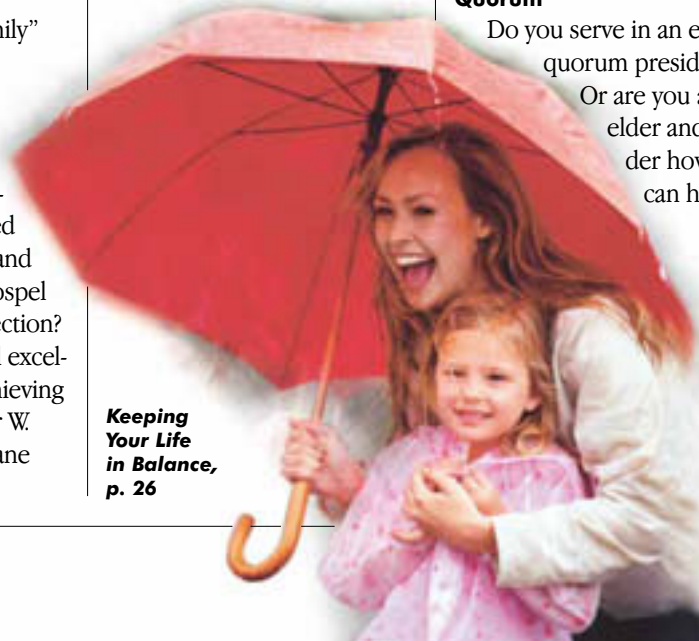 ily”
-
ed
and
ospel
ection?
l excel-
hieving
W.
ane
Keeping
Your Life
in Balance,
p. 26
Quorum
Do you serve in an e
quorum presid
Or are you a
elder and
der how
can h